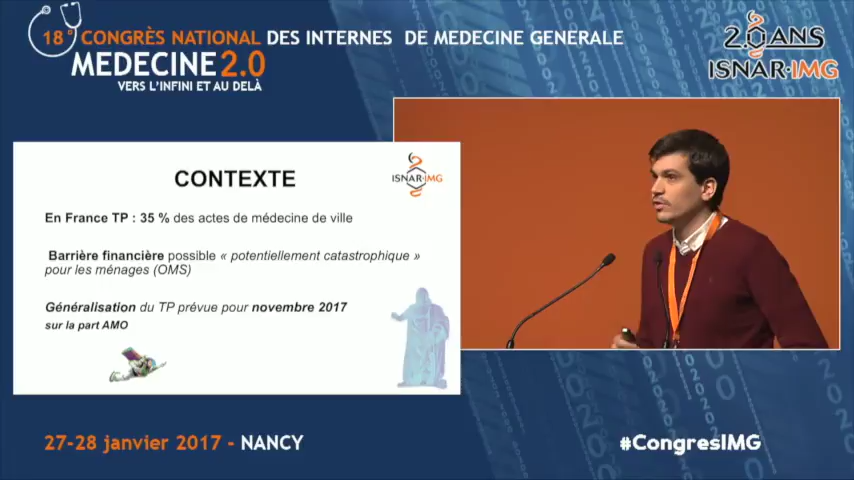 18e CONGRÈS NATIONAL DES INTERNES DE MEDECINE GENERALE
MEDECINE 2.0
VERS L'INFINI ET AU DELÀ
20 ANS
ISNAR-IMG
CONTEXTE
ISNAR-IMG
En France TP : 35 % des actes de médecine de ville
Barrière financière possible « potentiellement catastrophique »
pour les ménages (OMS)
Généralisation du TP prévue pour novembre 2017
sur la part AMO
27-28 janvier 2017 - NANCY
#CongresIMG